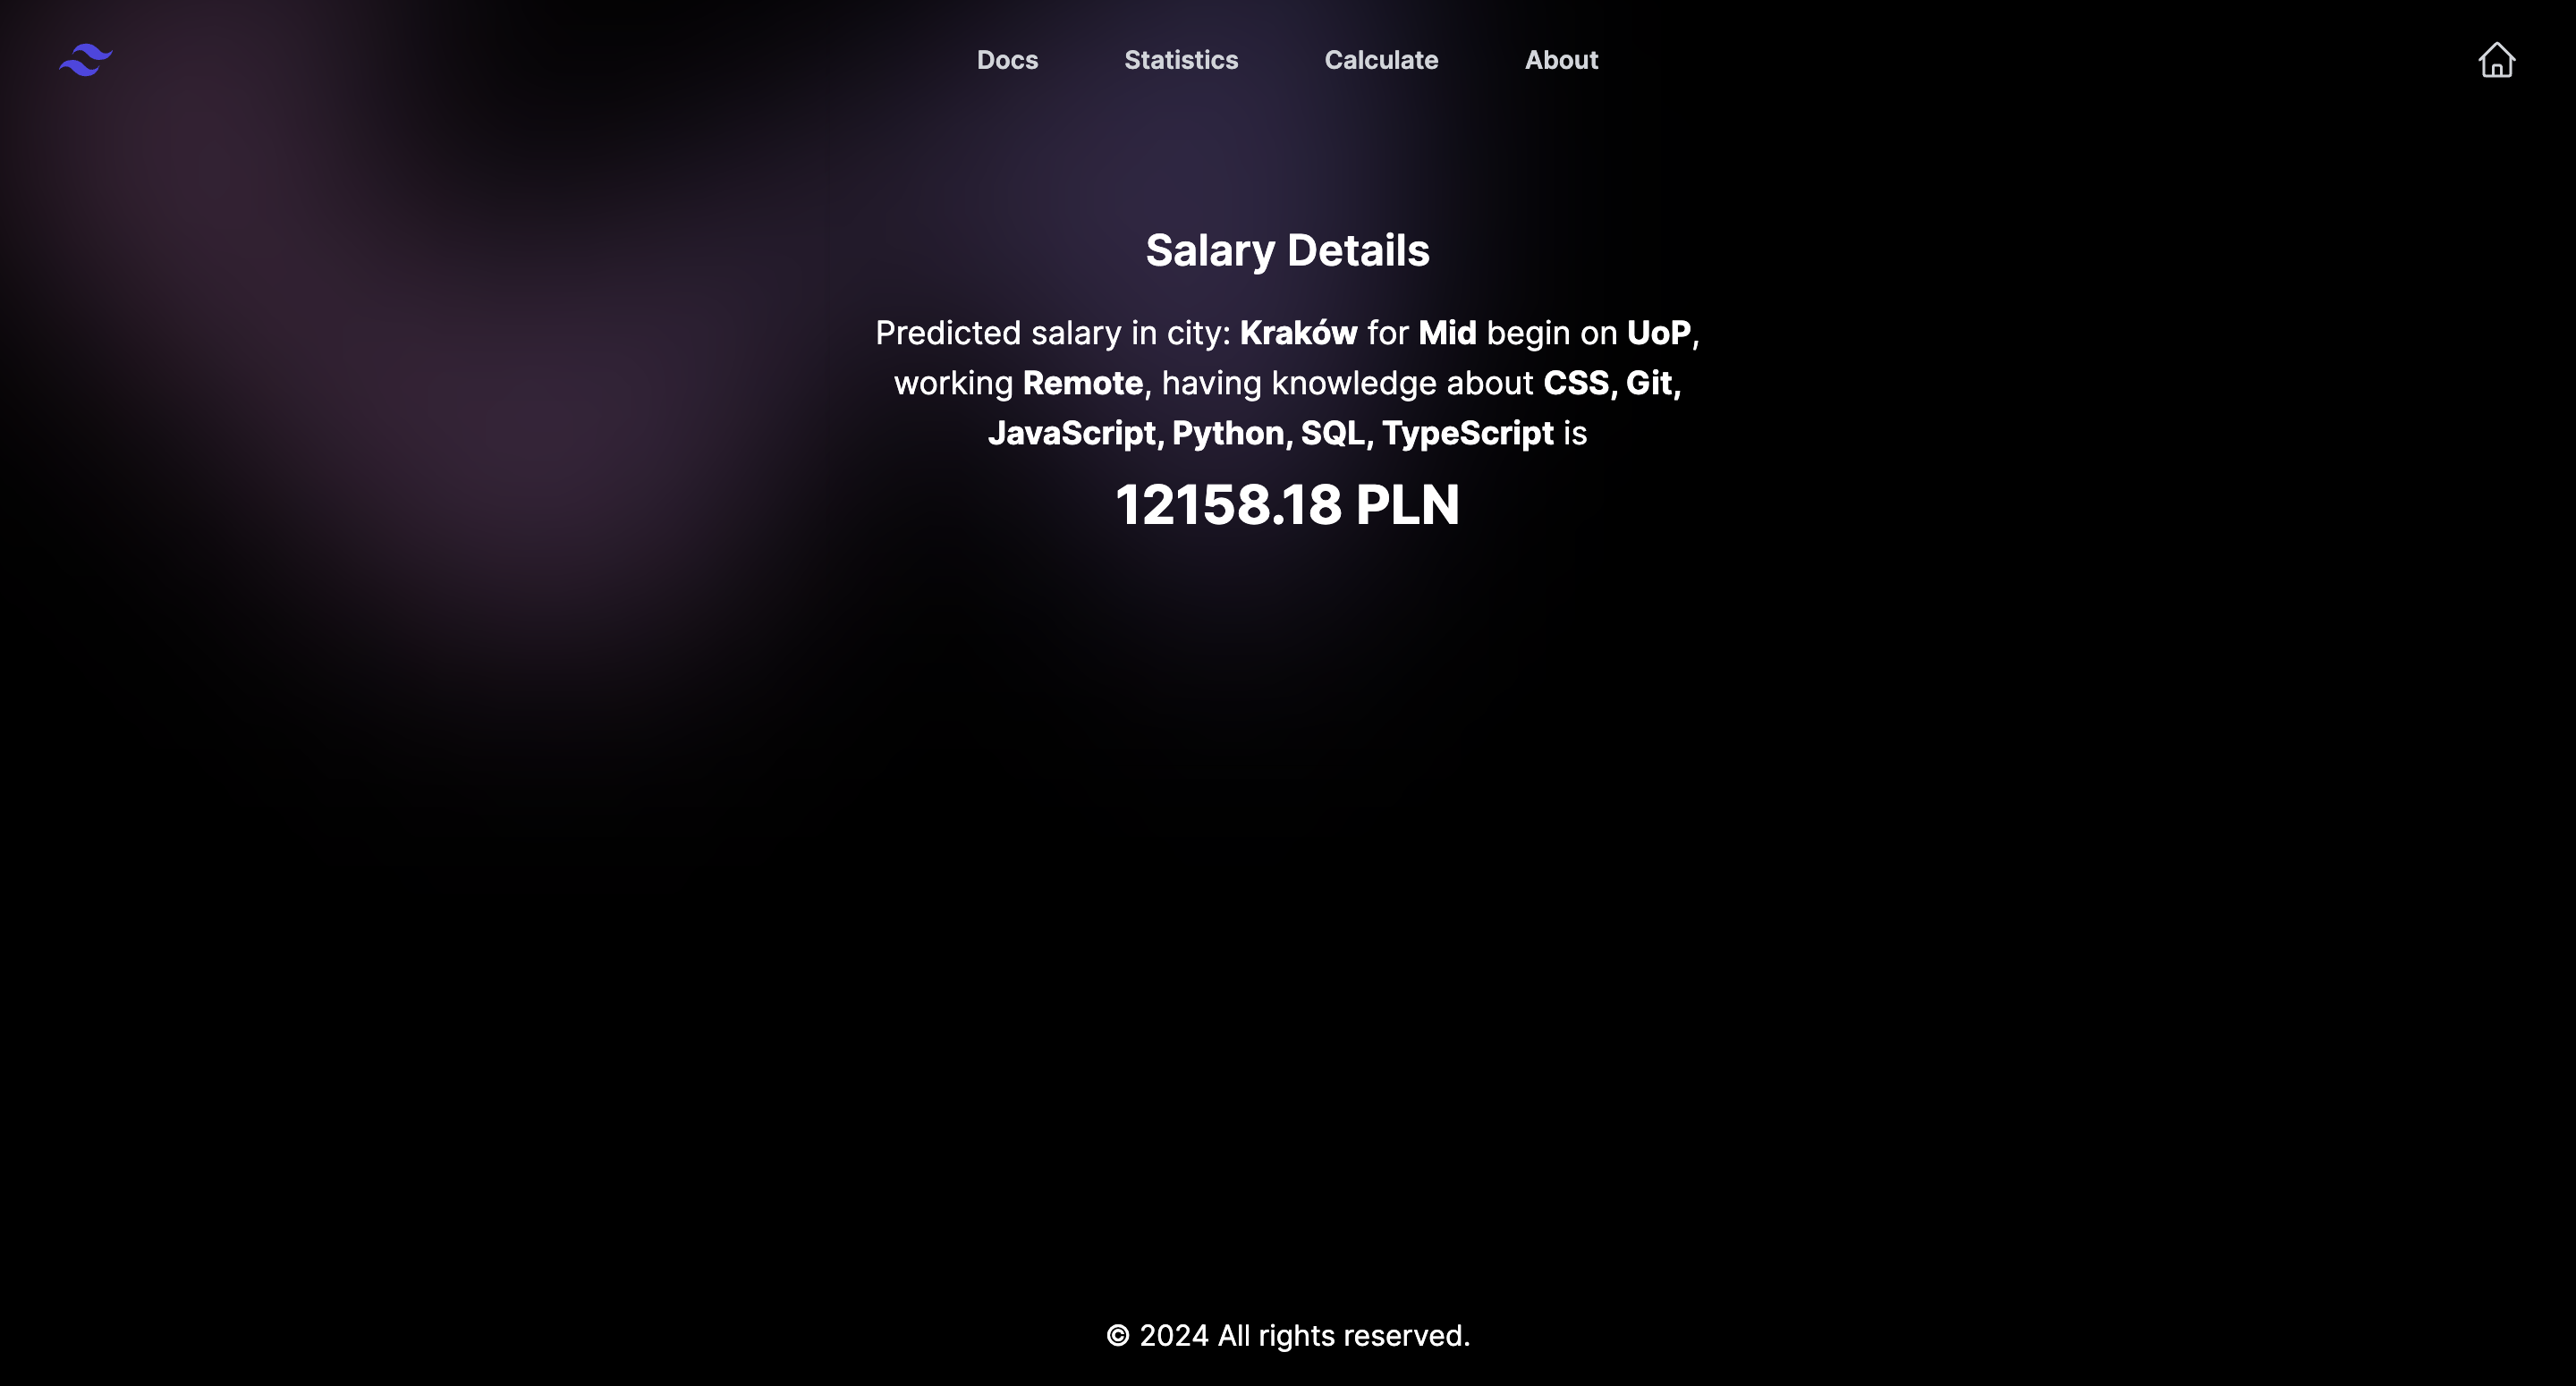 Docs Statistics Calculate About
Salary Details
Predicted salary in city: Kraków for Mid begin on UoP,
working Remote, having knowledge about CSS, Git,
JavaScript, Python, SQL, TypeScript is
12158.18 PLN
© 2024 All rights reserved.